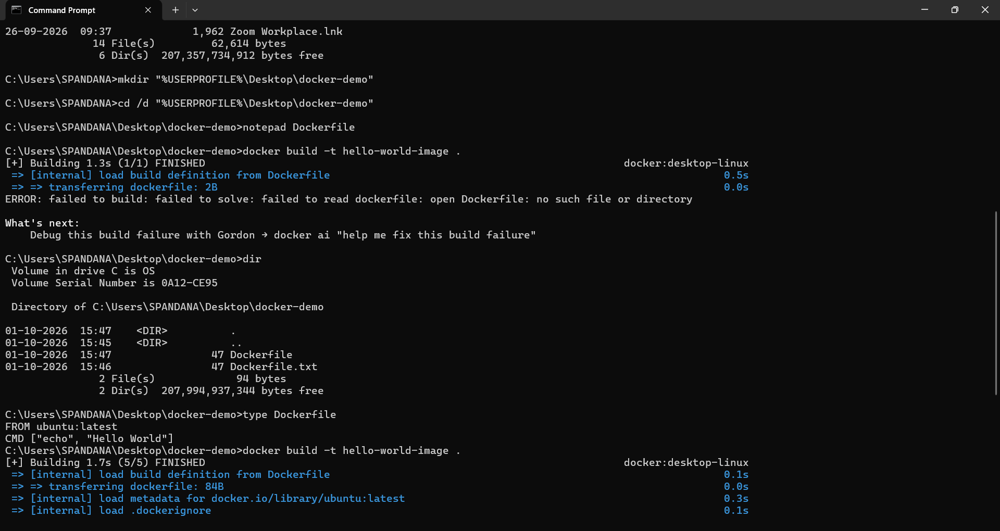 Command Prompt
26-09-2026  09:37             1,962 Zoom Workplace.lnk
              14 File(s)         62,614 bytes
               6 Dir(s)  207,357,734,912 bytes free
C:\Users\SPANDANA>mkdir "%USERPROFILE%\Desktop\docker-demo"
C:\Users\SPANDANA>cd /d "%USERPROFILE%\Desktop\docker-demo"
C:\Users\SPANDANA\Desktop\docker-demo>notepad Dockerfile
C:\Users\SPANDANA\Desktop\docker-demo>docker build -t hello-world-image .
[+] Building 1.3s (1/1) FINISHED                                                                   docker:desktop-linux
 => [internal] load build definition from Dockerfile                                                               0.5s
 => => transferring dockerfile: 2B                                                                                 0.0s
ERROR: failed to build: failed to solve: failed to read dockerfile: open Dockerfile: no such file or directory
What's next:
    Debug this build failure with Gordon → docker ai "help me fix this build failure"
C:\Users\SPANDANA\Desktop\docker-demo>dir
 Volume in drive C is OS
 Volume Serial Number is 0A12-CE95
 Directory of C:\Users\SPANDANA\Desktop\docker-demo
01-10-2026  15:47    <DIR>          .
01-10-2026  15:45    <DIR>          ..
01-10-2026  15:47                47 Dockerfile
01-10-2026  15:46                47 Dockerfile.txt
               2 File(s)             94 bytes
               2 Dir(s)  207,994,937,344 bytes free
C:\Users\SPANDANA\Desktop\docker-demo>type Dockerfile
FROM ubuntu:latest
CMD ["echo", "Hello World"]
C:\Users\SPANDANA\Desktop\docker-demo>docker build -t hello-world-image .
[+] Building 1.7s (5/5) FINISHED                                                                   docker:desktop-linux
 => [internal] load build definition from Dockerfile                                                               0.1s
 => => transferring dockerfile: 84B                                                                                0.0s
 => [internal] load metadata for docker.io/library/ubuntu:latest                                                   0.3s
 => [internal] load .dockerignore                                                                                  0.1s